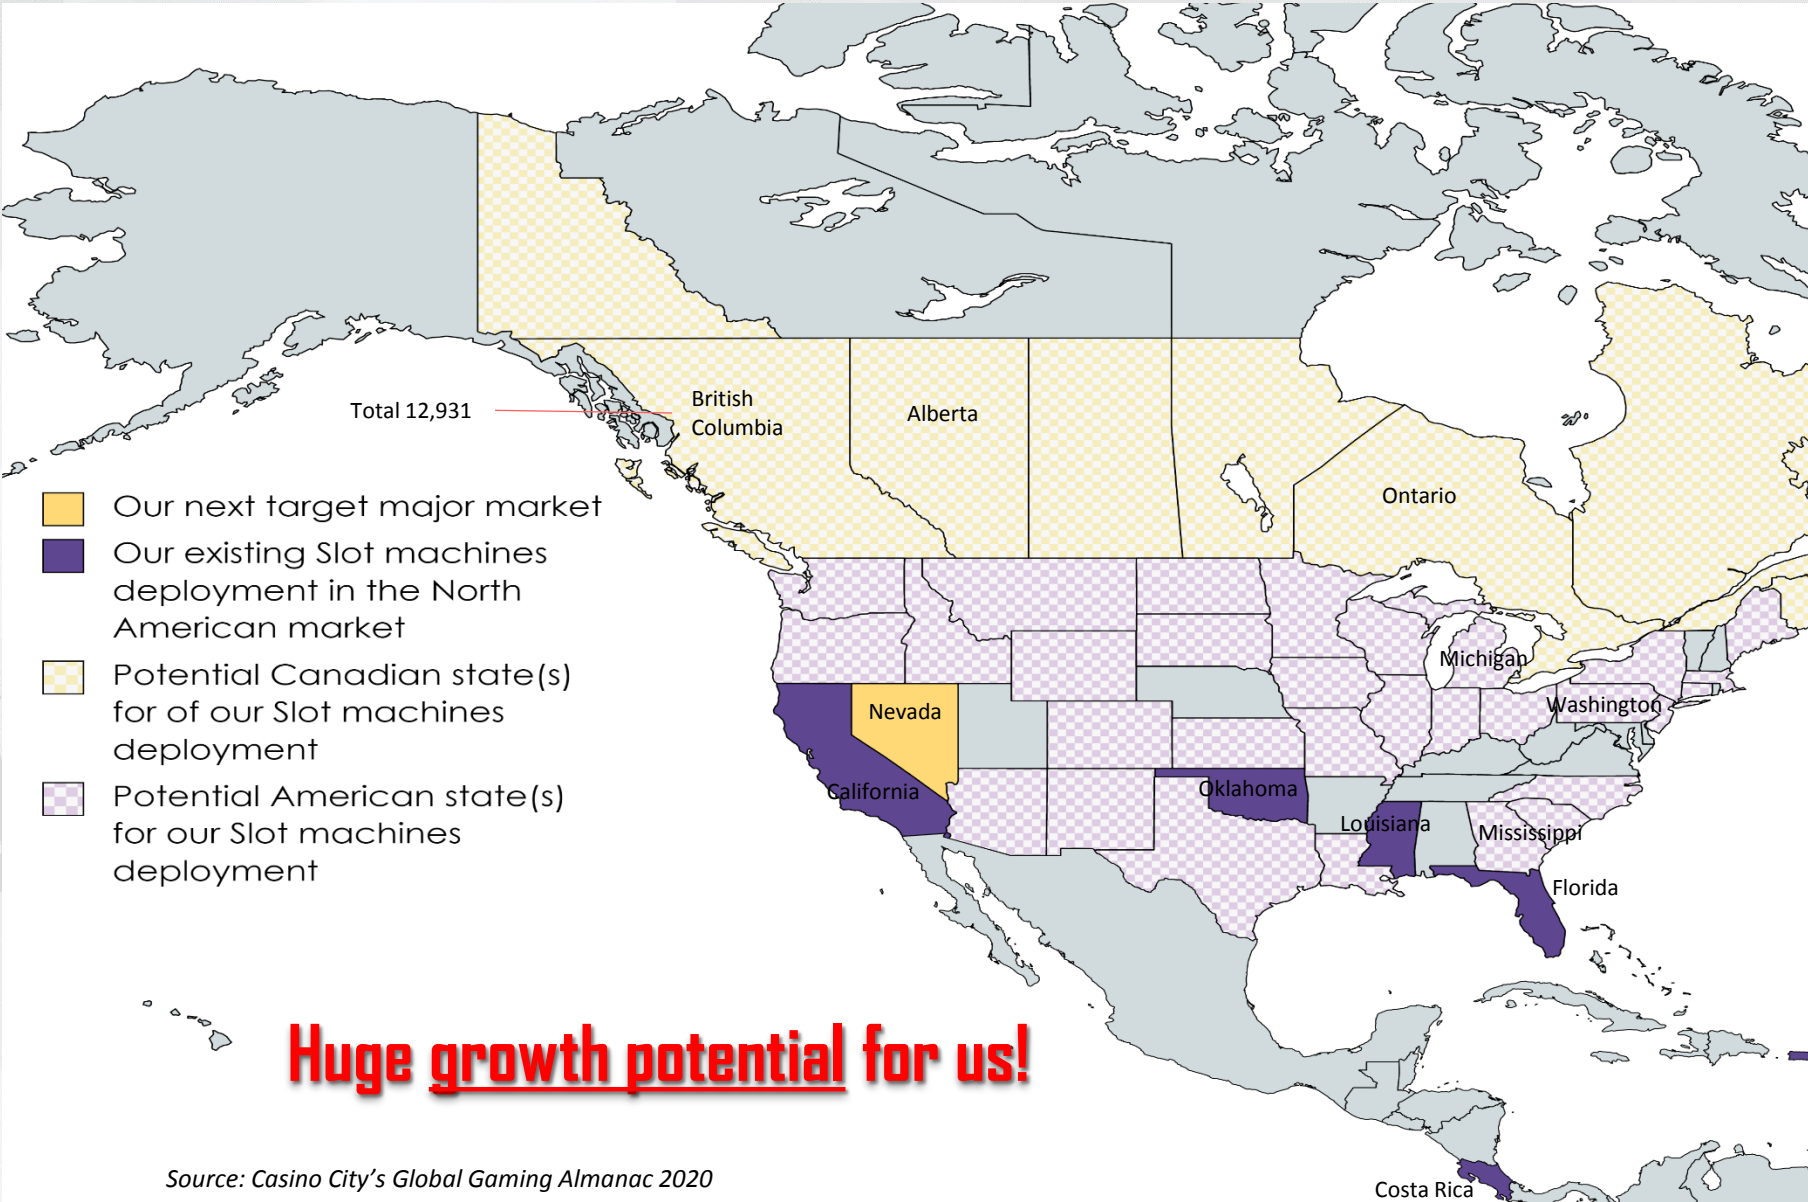 British
Columbia
Alberta
Total 12,931
Ontario
Our next target major market
Our existing Slot machines
deployment in the North
American market
Potential Canadian state(s)
for of our Slot machines
deployment
Potential American state(s)
for our Slot machines
deployment
Michigan
Nevada
Washington
California
Oklahoma
Louisiana
Mississippi
Florida
Huge growth potential for us!
Source: Casino City's Global Gaming Almanac 2020
Costa Rica